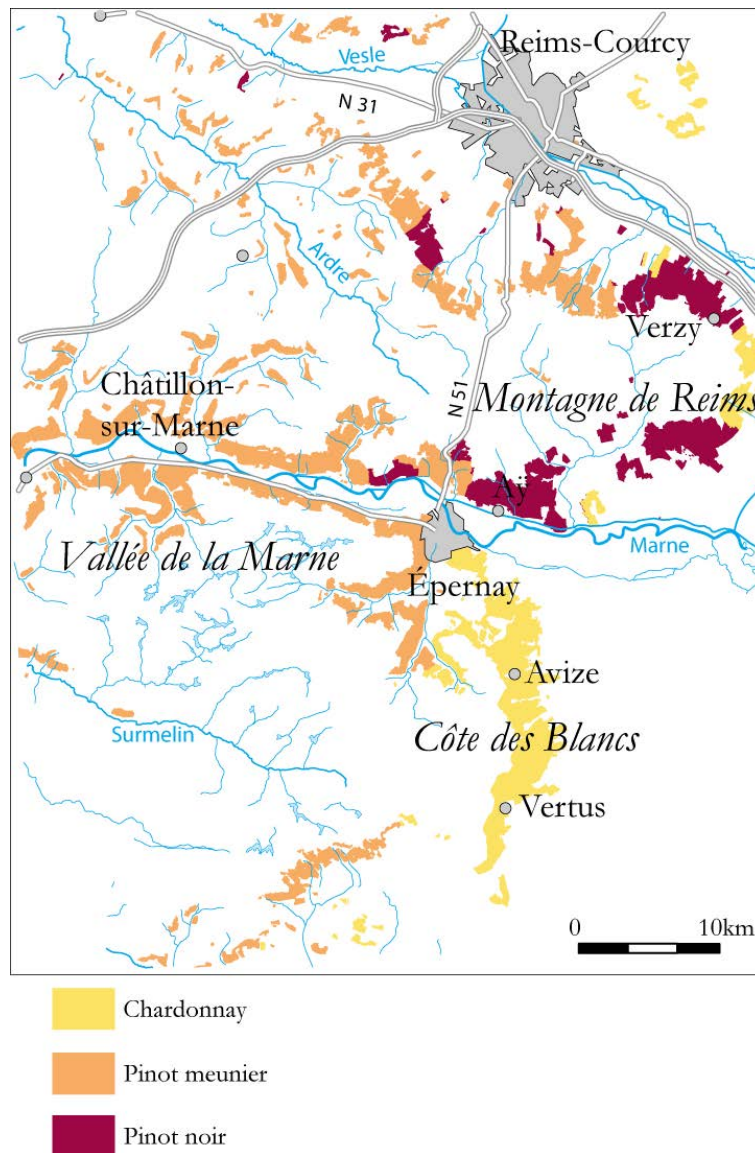 Reims-Courcy
Vesle
N 31
Ardre
Verzy
Châtillon-
sur-Marne
N 51
Montagne de Reims
Aÿ
Vallée de la Marne
Marne
Épernay
Avize
Surmelin
Côte des Blancs
Vertus
0 10km
Chardonnay
Pinot meunier
Pinot noir